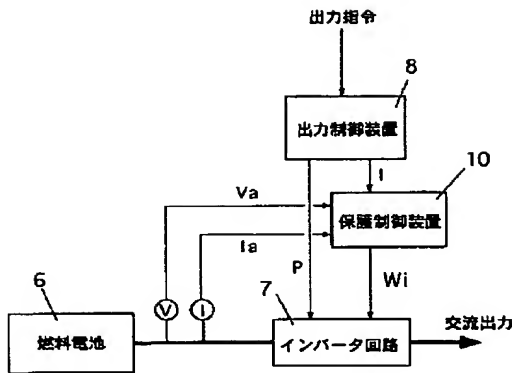 出力指令
8
出力制御装置
10
I
Va
保護制御装置
Ia
P
Wi
6
7
V
I
燃料電池
インバータ回路
交流出力